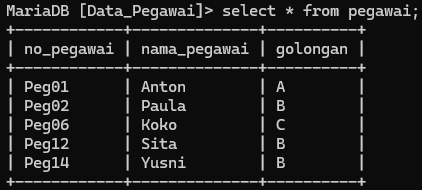 MariaDB [Data_Pegawai]> select * from pegawai;
+------------+--------------+----------+
| no_pegawai | nama_pegawai | golongan |
+------------+--------------+----------+
| Peg01      | Anton        | A        |
| Peg02      | Paula        | B        |
| Peg06      | Koko         | C        |
| Peg12      | Sita         | B        |
| Peg14      | Yusni        | B        |
+------------+--------------+----------+